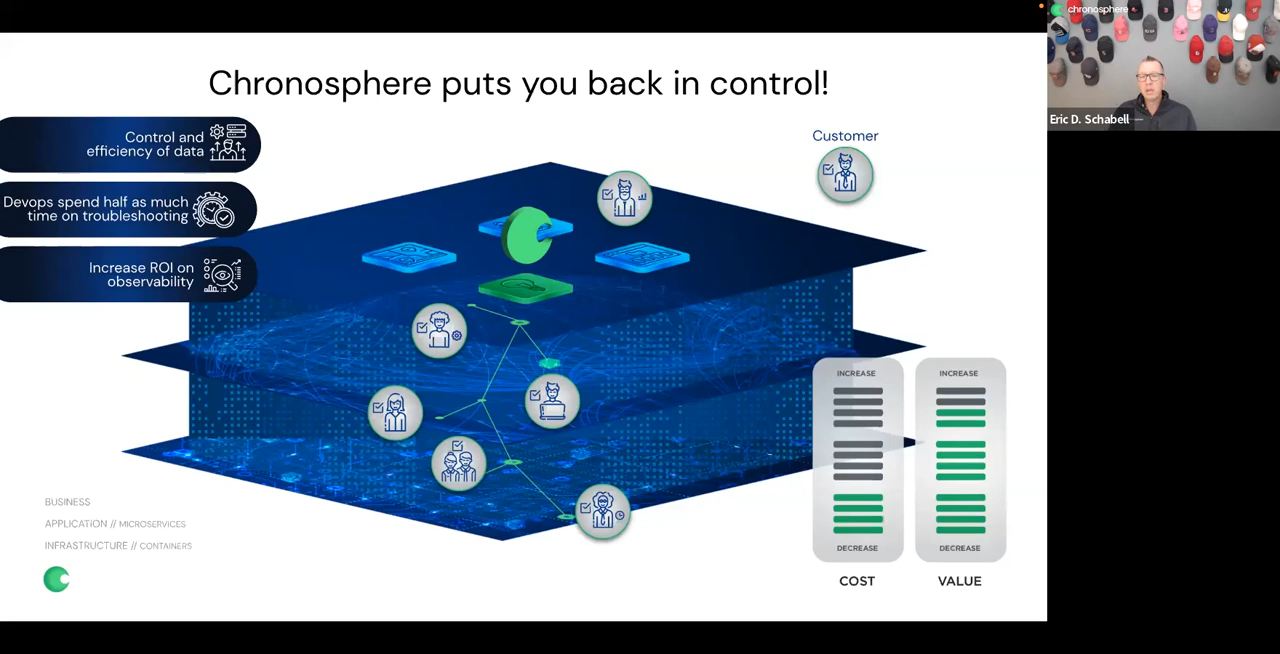 Chronosphere puts you back in control!
Control and
efficiency of data
Devops spend half as much
time on troubleshooting
Increase ROI on
observability
Customer
INCREASE
DECREASE
COST
INCREASE
DECREASE
VALUE
BUSINESS
APPLICATION // MICROSERVICES
INFRASTRUCTURE // CONTAINERS
chronosphere
Eric D. Schabell